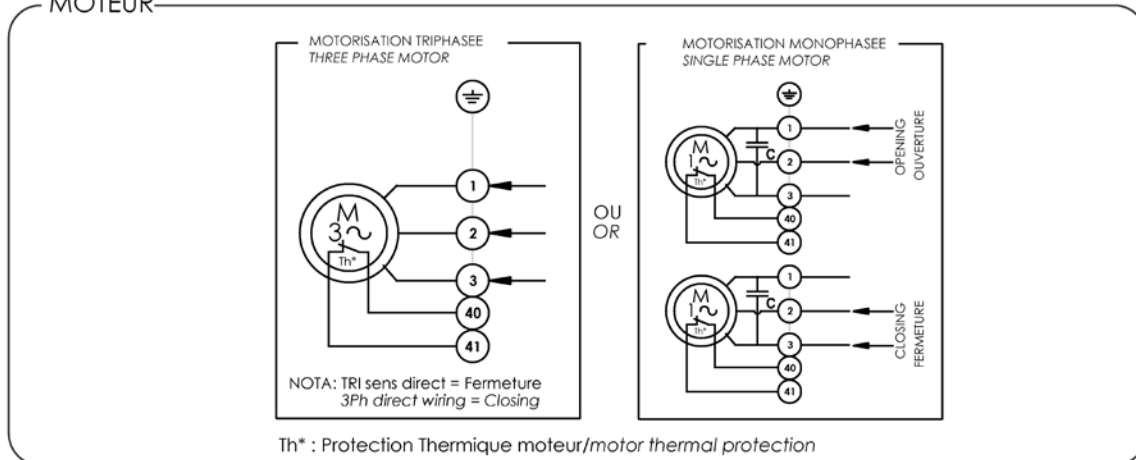 MOTEUR
MOTORISATION TRIPHASEE
THREE PHASE MOTOR
M
3~
Th*
1
2
3
40
41
NOTA: TRI sens direct = Fermeture
3Ph direct wiring = Closing
OU
OR
MOTORISATION MONOPHASEE
SINGLE PHASE MOTOR
M
1~
Th*
C
1
2
3
40
41
OPENING
OUVERTURE
M
1~
Th*
C
1
2
3
40
41
CLOSING
FERMETURE
Th* : Protection Thermique moteur/motor thermal protection